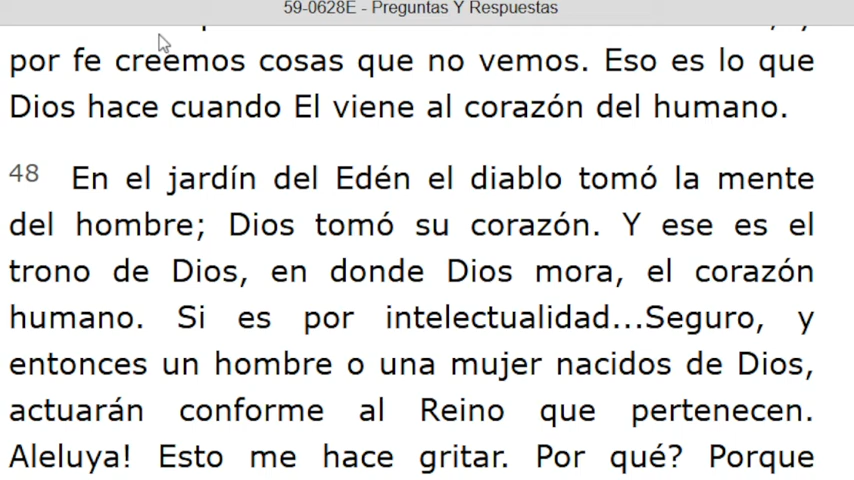 59-0628E - Preguntas Y Respuestas
por fe creemos cosas que no vemos. Eso es lo que
Dios hace cuando El viene al corazón del humano.
48 En el jardín del Edén el diablo tomó la mente
del hombre; Dios tomó su corazón. Y ese es el
trono de Dios, en donde Dios mora, el corazón
humano. Si es por intelectualidad...Seguro, y
entonces un hombre o una mujer nacidos de Dios,
actuarán conforme al Reino que pertenecen.
Aleluya! Esto me hace gritar. Por qué? Porque